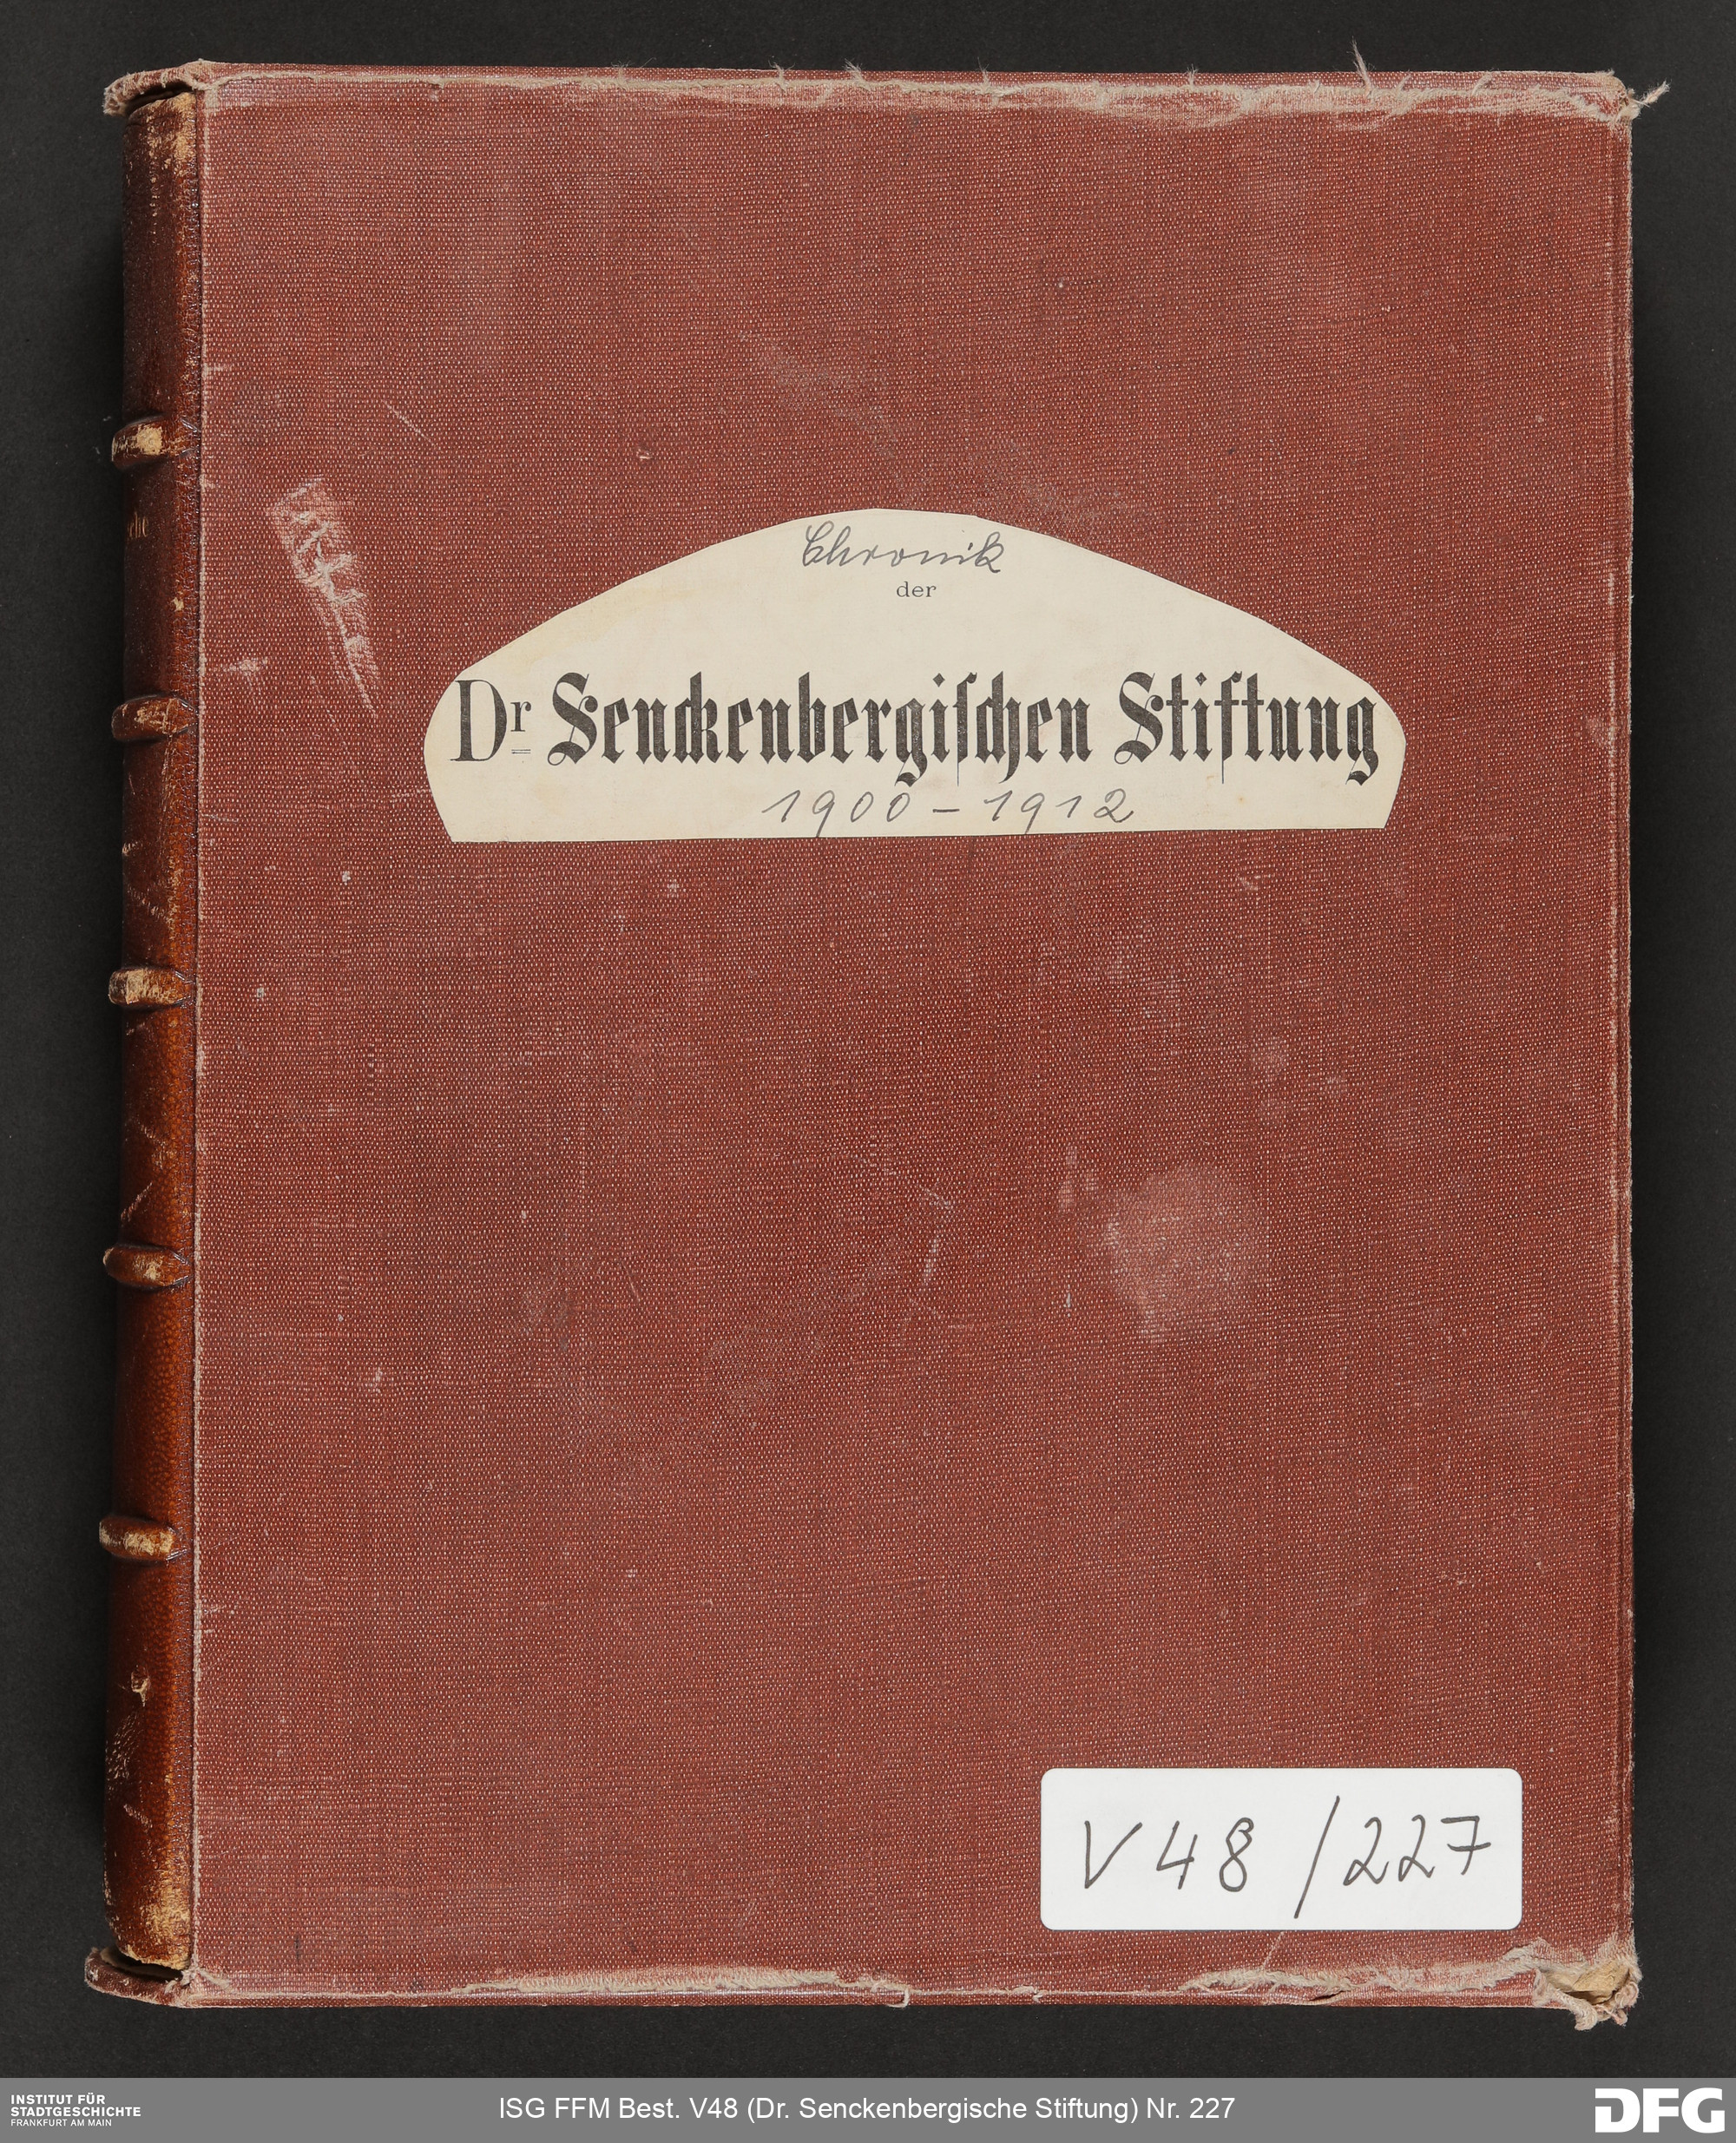 Chronik
der
Dr Senckenbergiſchen Stiftung
1900-1912
V48/227
INSTITUT FÜR
STADTGESCHICHTE
FRANKFURT AM MAIN
ISG FFM Best. V48 (Dr. Senckenbergische Stiftung) Nr. 227
DFG